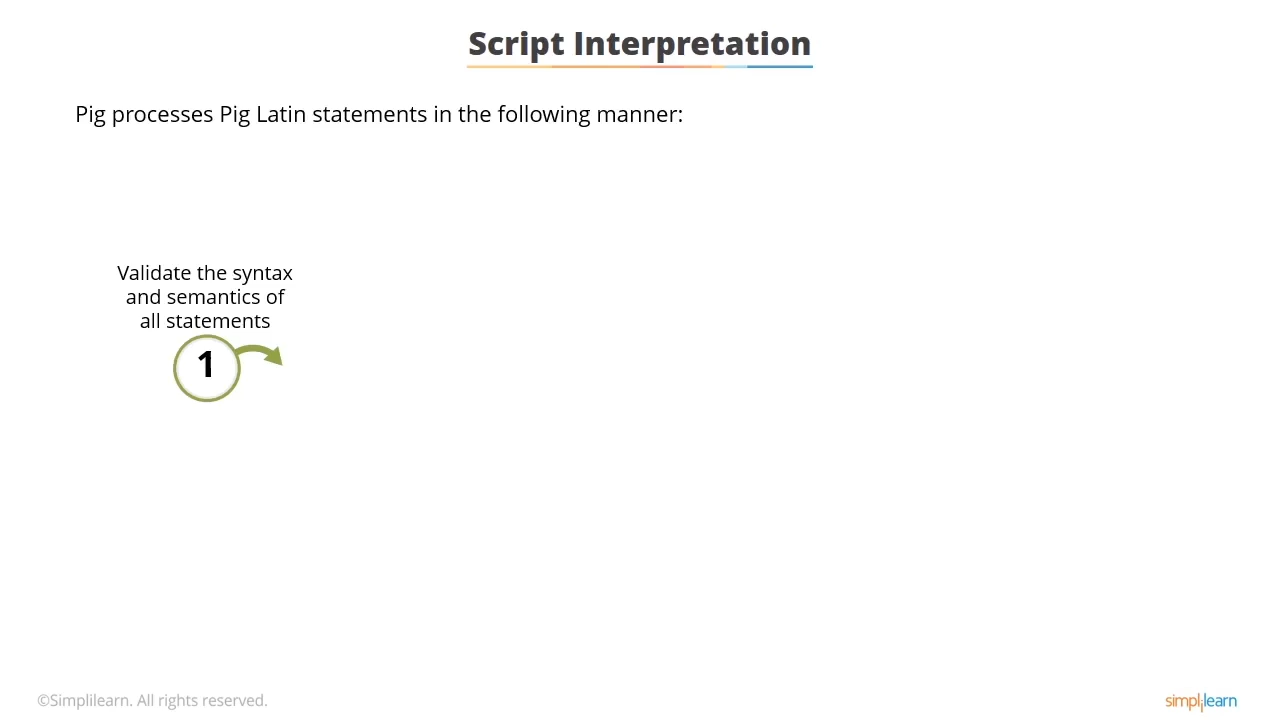 Script Interpretation
Pig processes Pig Latin statements in the following manner:
Validate the syntax
and semantics of
all statements
1
©Simplilearn. All rights reserved.
simplilearn